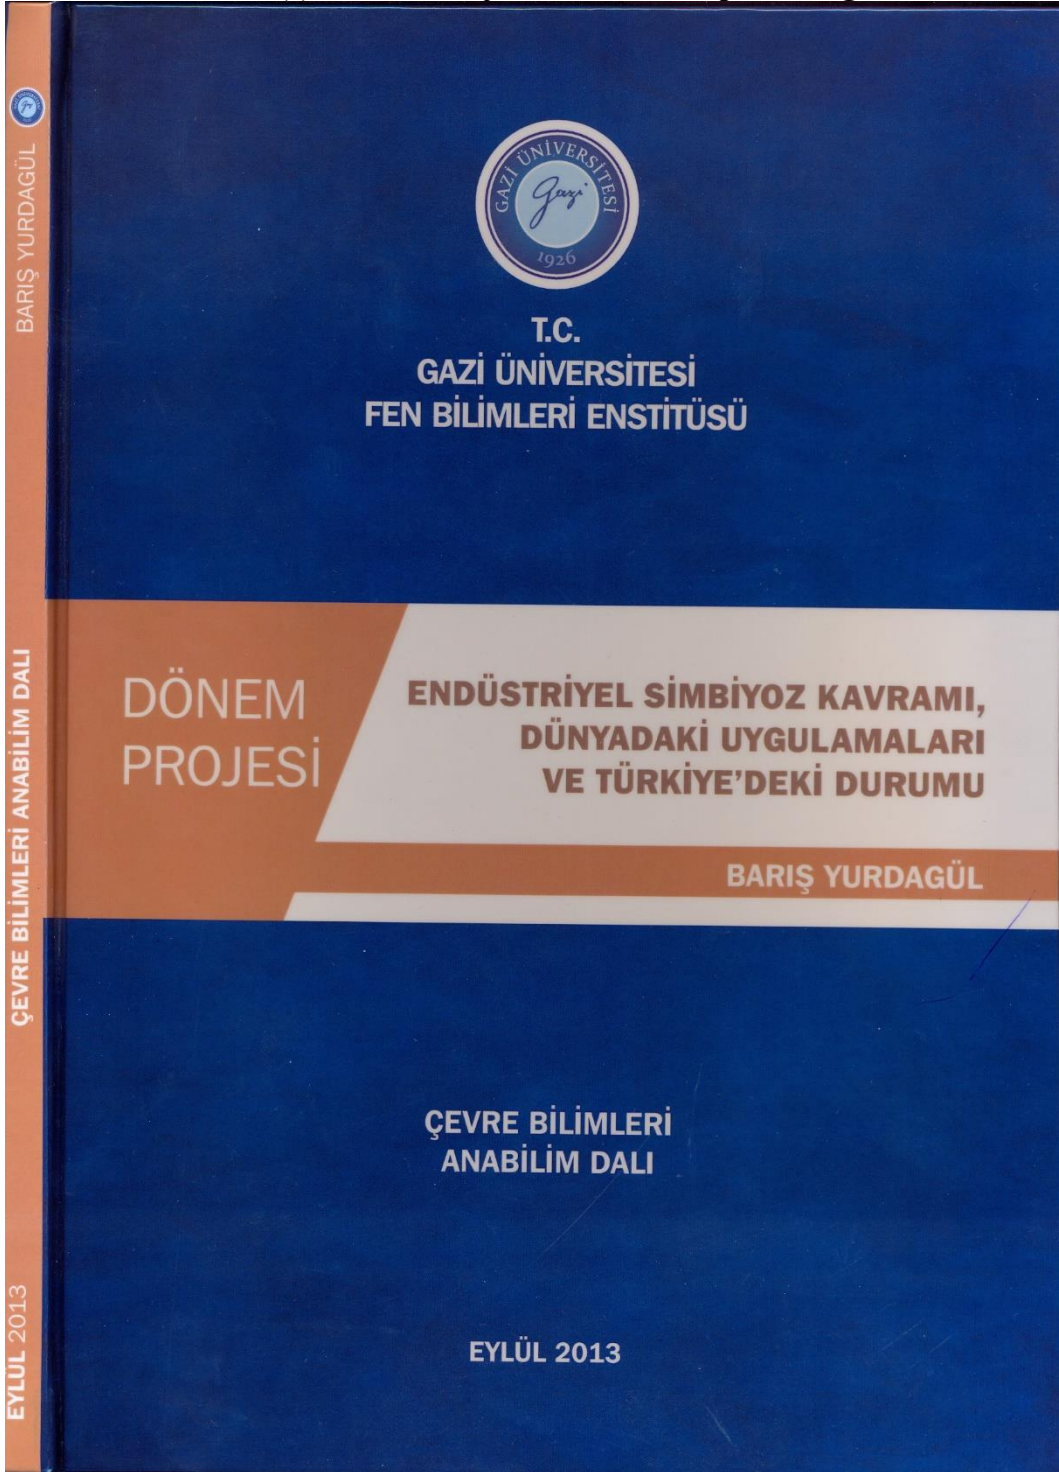 GAZİ ÜNİVERSİTESİ
Gazi
1926
T.C.
GAZİ ÜNİVERSİTESİ
FEN BİLİMLERİ ENSTİTÜSÜ
DÖNEM
PROJESİ
ENDÜSTRİYEL SİMBİYOZ KAVRAMI,
DÜNYADAKİ UYGULAMALARI
VE TÜRKİYE'DEKİ DURUMU
BARIŞ YURDAGÜL
ÇEVRE BİLİMLERİ
ANABİLİM DALI
EYLÜL 2013
BARIŞ YURDAGÜL
ÇEVRE BİLİMLERİ ANABİLİM DALI
EYLÜL 2013